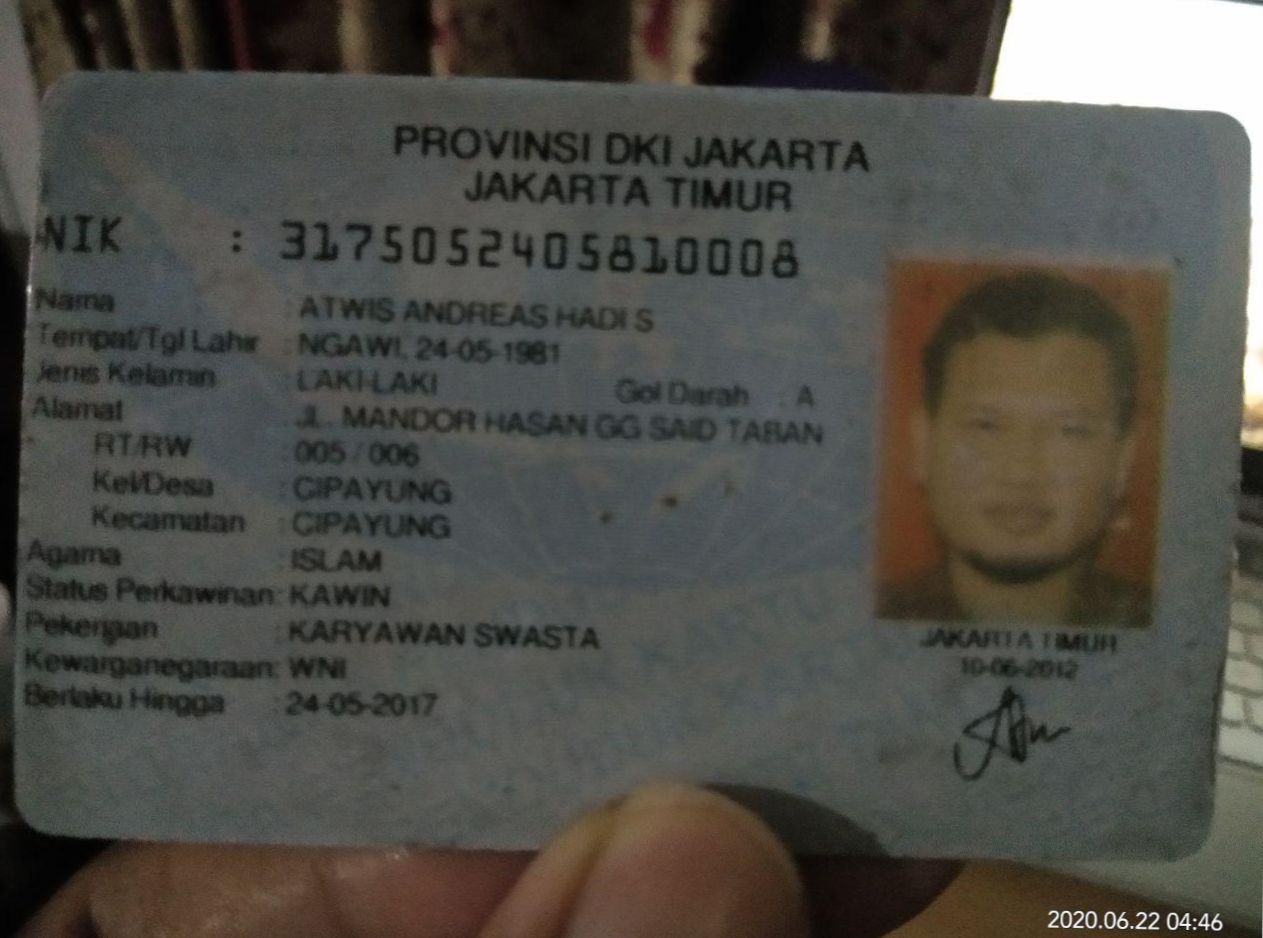 PROVINSI DKI JAKARTA
JAKARTA TIMUR
NIK : 3175052405810008
Nama : ATWIS ANDREAS HADI S
Tempat/Tgl Lahir : NGAWI, 24-05-1981
Jenis Kelamin : LAKI-LAKI Gol Darah : A
Alamat : JL. MANDOR HASAN GG SAID TABAN
RT/RW : 005 / 006
Kel/Desa : CIPAYUNG
Kecamatan : CIPAYUNG
Agama : ISLAM
Status Perkawinan: KAWIN
Pekerjaan : KARYAWAN SWASTA
Kewarganegaraan: WNI
Berlaku Hingga : 24-05-2017
JAKARTA TIMUR
10-06-2012
2020.06.22 04:46